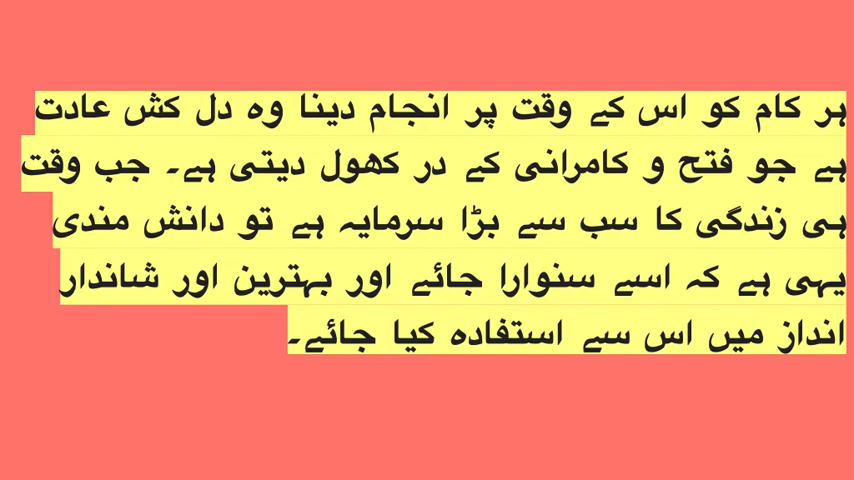 ہر کام کو اس کے وقت پر انجام دینا وہ دل کش عادت
ہے جو فتح و کامرانی کے در کھول دیتی ہے۔ جب وقت
ہی زندگی کا سب سے بڑا سرمایہ ہے تو دانش مندی
یہی ہے کہ اسے سنوارا جائے اور بہترین اور شاندار
انداز میں اس سے استفادہ کیا جائے۔